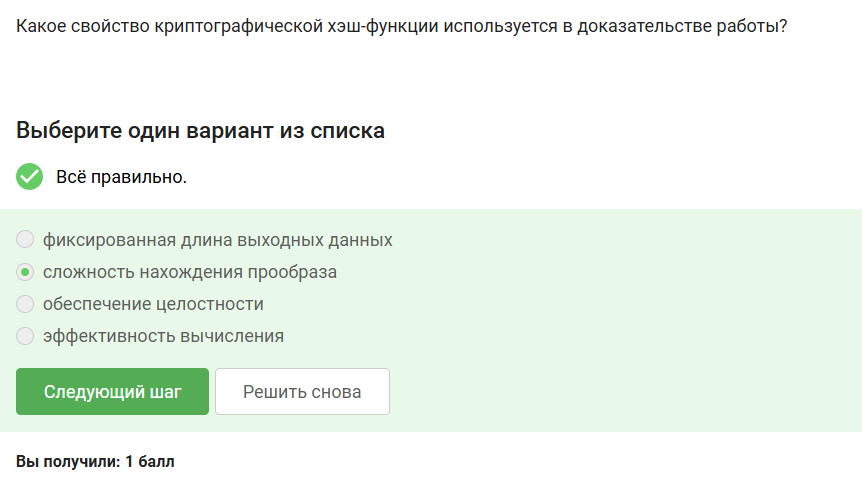 Какое свойство криптографической хэш-функции используется в доказательстве работы?
Выберите один вариант из списка
Всё правильно.
фиксированная длина выходных данных
сложность нахождения прообраза
обеспечение целостности
эффективность вычисления
Следующий шаг
Решить снова
Вы получили: 1 балл